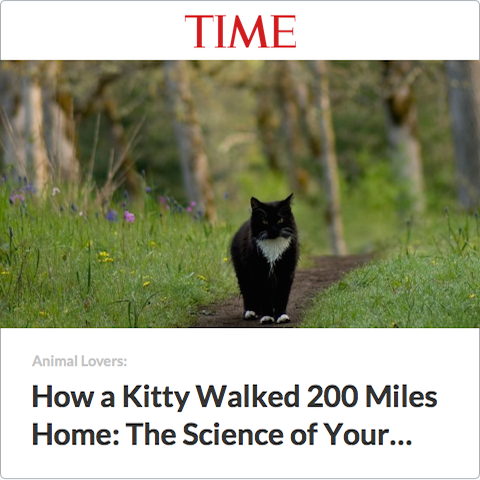 TIME
Animal Lovers:
How a Kitty Walked 200 Miles
Home: The Science of Your...